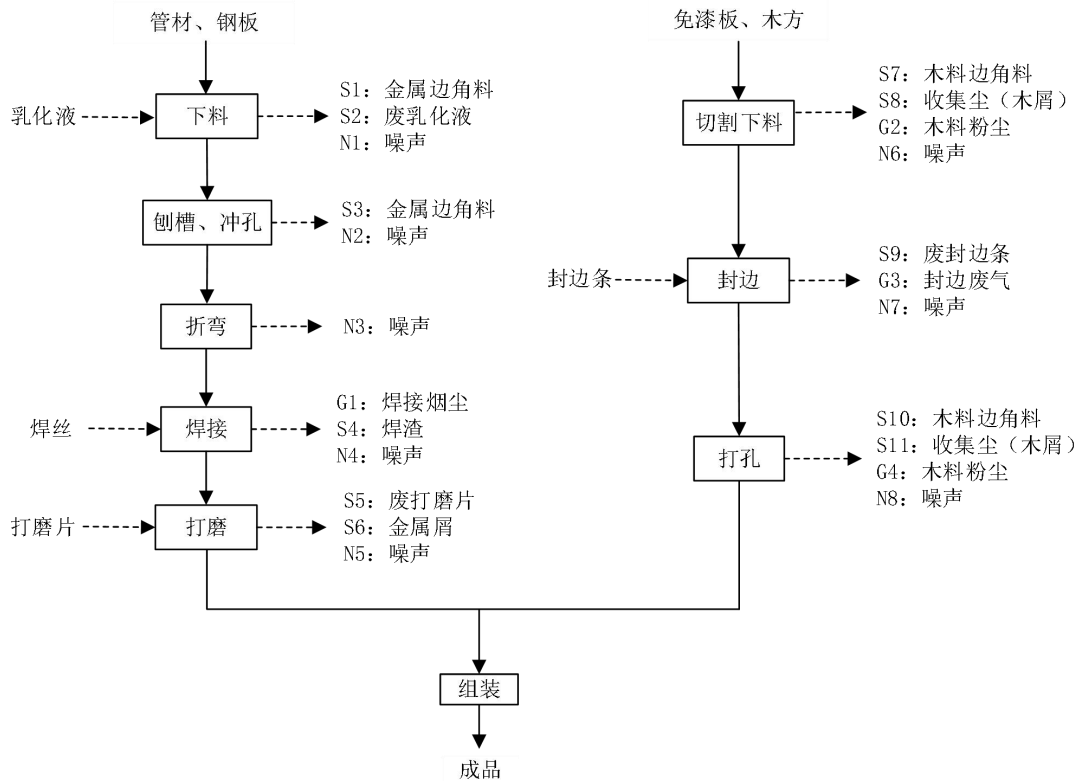 管材、钢板
乳化液
下料
S1：金属边角料
S2：废乳化液
N1：噪声
刨槽、冲孔
S3：金属边角料
N2：噪声
折弯
N3：噪声
焊丝
焊接
G1：焊接烟尘
S4：焊渣
N4：噪声
打磨片
打磨
S5：废打磨片
S6：金属屑
N5：噪声
免漆板、木方
切割下料
S7：木料边角料
S8：收集尘（木屑）
G2：木料粉尘
N6：噪声
封边条
封边
S9：废封边条
G3：封边废气
N7：噪声
打孔
S10：木料边角料
S11：收集尘（木屑）
G4：木料粉尘
N8：噪声
组装
成品